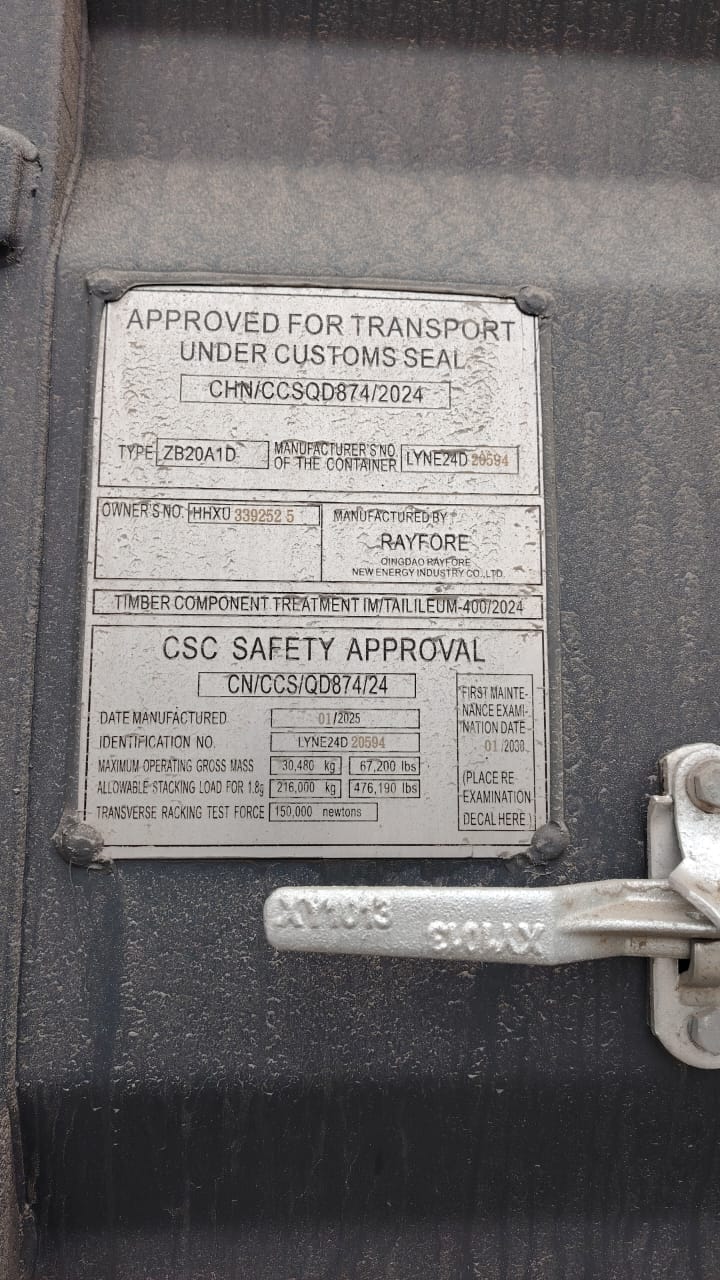 APPROVED FOR TRANSPORT
UNDER CUSTOMS SEAL
CHN/CCSQD874/2024
TYPE ZB20A1D MANUFACTURER'S NO. OF THE CONTAINER LYNE24D 20594
OWNER'S NO. HHXU 339252 5
MANUFACTURED BY
RAYFORE
QINGDAO RAYFORE
NEW ENERGY INDUSTRY CO.,LTD.
TIMBER COMPONENT TREATMENT IM/TAILILEUM-400/2024
CSC SAFETY APPROVAL
CN/CCS/QD874/24
DATE MANUFACTURED 01/2025
IDENTIFICATION NO. LYNE24D 20594
MAXIMUM OPERATING GROSS MASS 30,480 kg 67,200 lbs
ALLOWABLE STACKING LOAD FOR 1.8g 216,000 kg 476,190 lbs
TRANSVERSE RACKING TEST FORCE 150,000 newtons
FIRST MAINTE-
NANCE EXAMI-
NATION DATE
01/2030
(PLACE RE
EXAMINATION
DECAL HERE)
XY1013
XY1013